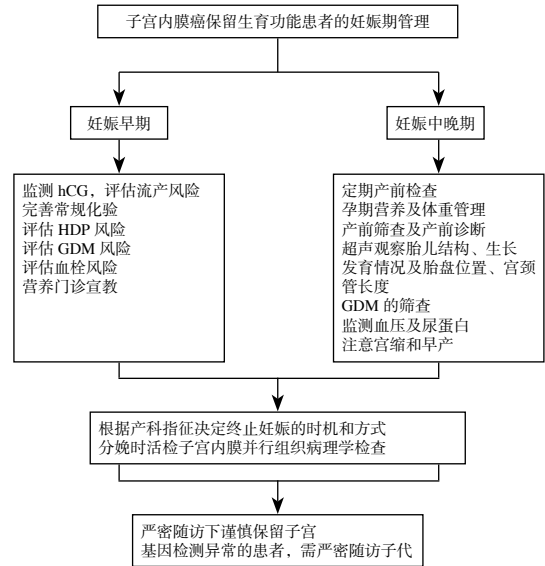 子宫内膜癌保留生育功能患者的妊娠期管理
妊娠早期
监测 hCG，评估流产风险
完善常规化验
评估 HDP 风险
评估 GDM 风险
评估血栓风险
营养门诊宣教
妊娠中晚期
定期产前检查
孕期营养及体重管理
产前筛查及产前诊断
超声观察胎儿结构、生长
发育情况及胎盘位置、宫颈
管长度
GDM 的筛查
监测血压及尿蛋白
注意宫缩和早产
根据产科指征决定终止妊娠的时机和方式
分娩时活检子宫内膜并行组织病理学检查
严密随访下谨慎保留子宫
基因检测异常的患者，需严密随访子代